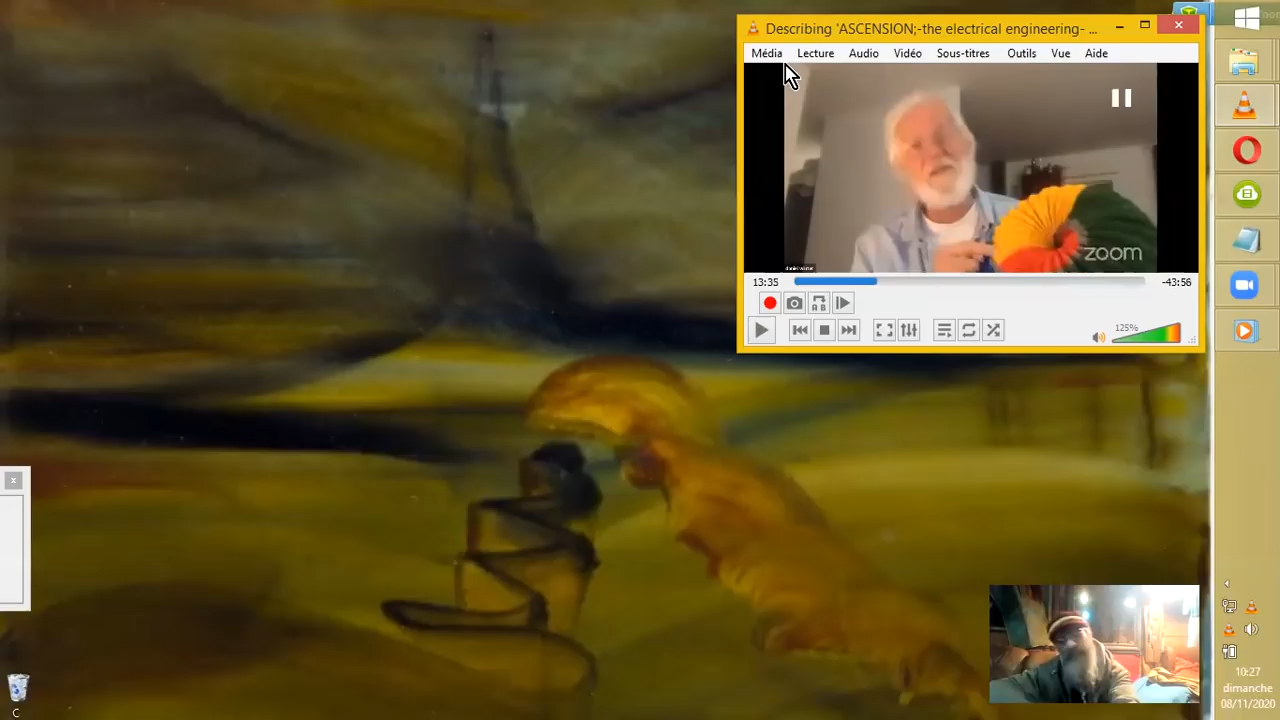 Describing 'ASCENSION;-the electrical engineering- ...
Média Lecture Audio Vidéo Sous-titres Outils Vue Aide
zoom
13:35
-43:56
A B
125%
x
C
10:27
dimanche
08/11/2020